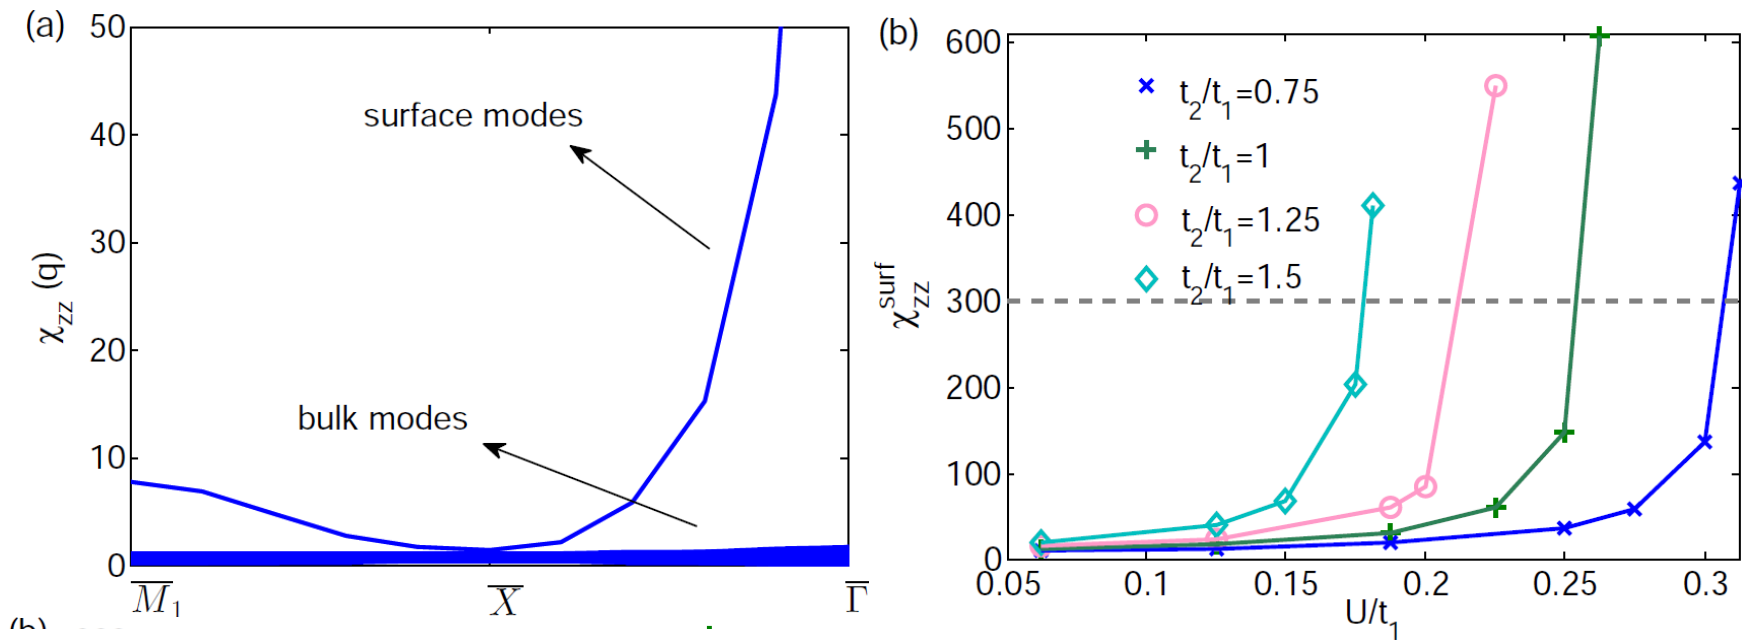 (a)
50
40
30
20
10
0
χzz (q)
surface modes
bulk modes
M1
X
Γ
(b)
600
500
400
300
200
100
0
χzz^surf
t2/t1=0.75
t2/t1=1
t2/t1=1.25
t2/t1=1.5
0.05 0.1 0.15 0.2 0.25 0.3
U/t1
(b)